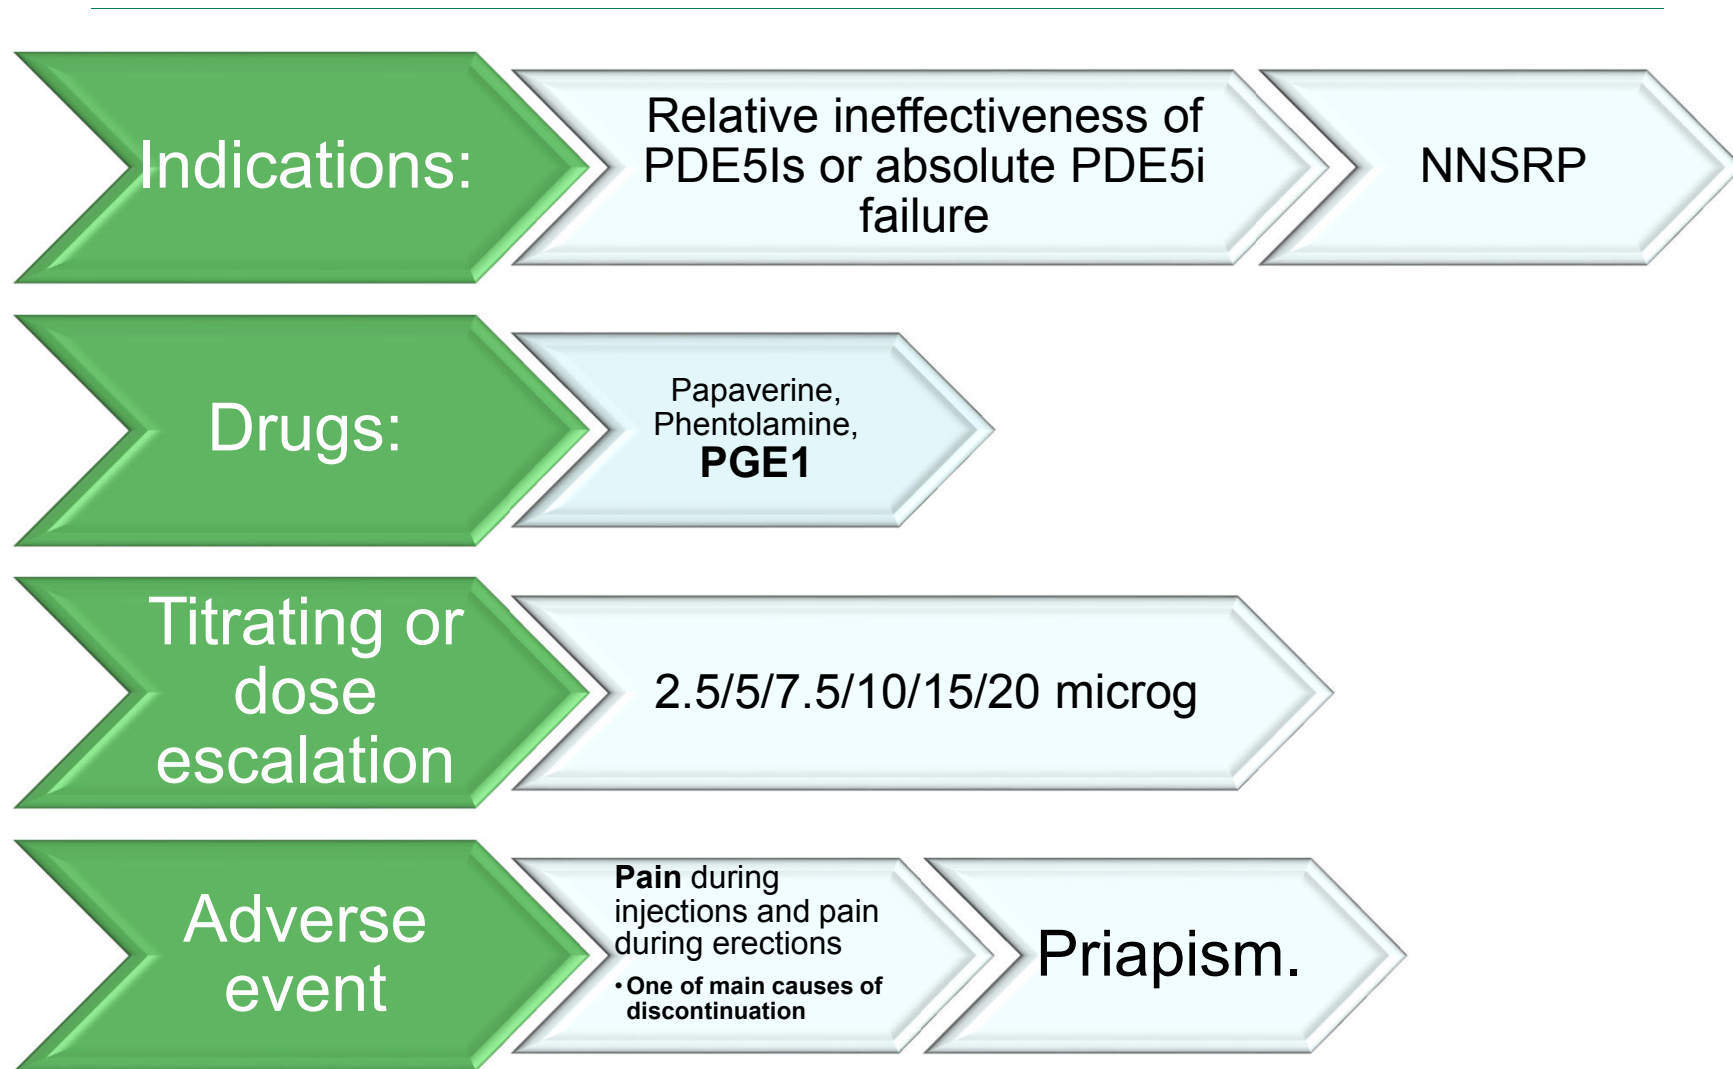 Indications:
Relative ineffectiveness of
PDE5Is or absolute PDE5i
failure
NNSRP
Drugs:
Papaverine,
Phentolamine,
PGE1
Titrating or
dose
escalation
2.5/5/7.5/10/15/20 microg
Adverse
event
Pain during
injections and pain
during erections
• One of main causes of
discontinuation
Priapism.